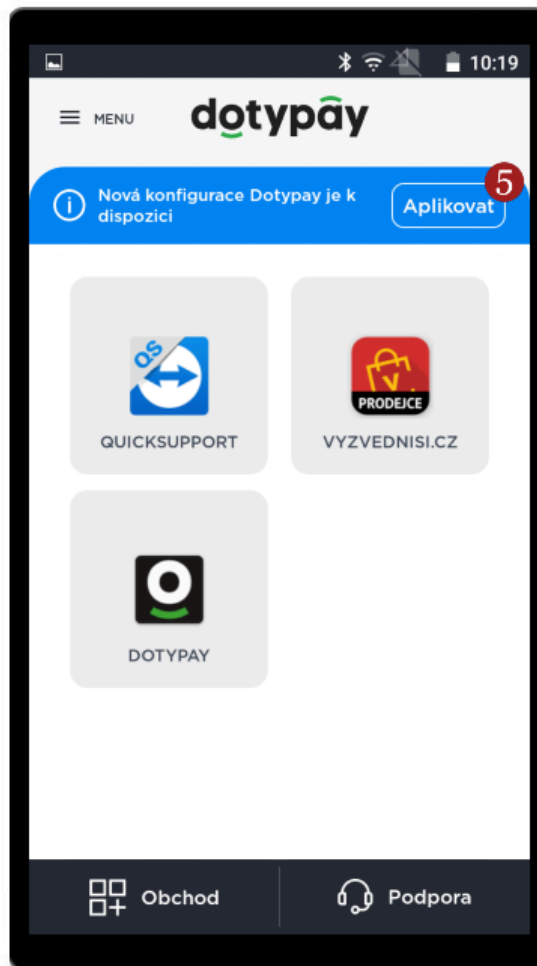 10:19
MENU
dotypay
Nová konfigurace Dotypay je k
dispozici
Aplikovat
5
QS
QUICKSUPPORT
V.
PRODEJCE
VYZVEDNISI.CZ
DOTYPAY
Obchod
Podpora